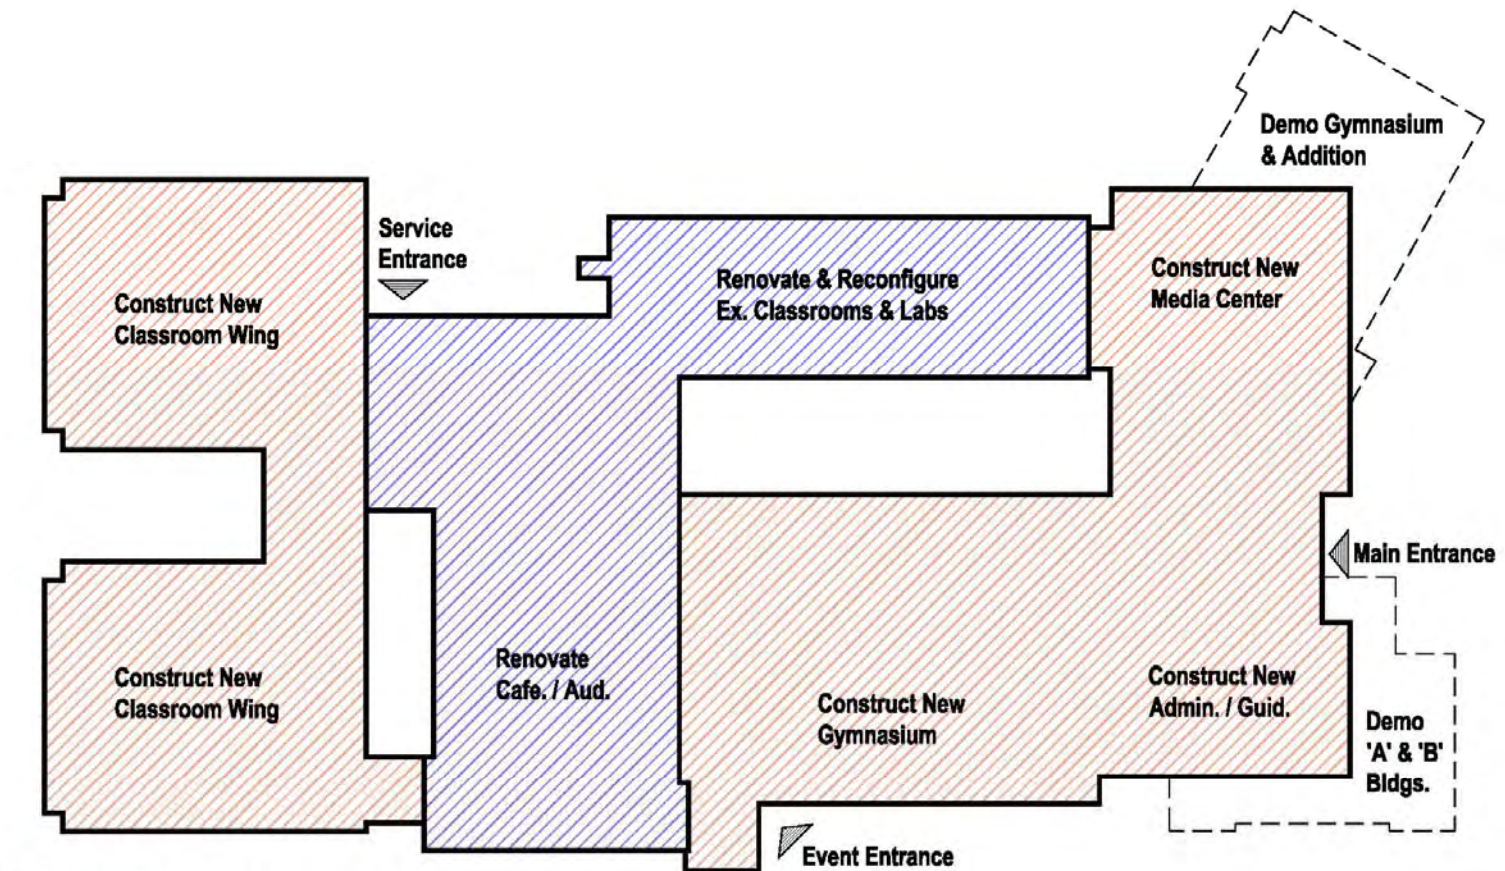 Demo Gymnasium
& Addition
Service
Entrance
Construct New
Classroom Wing
Renovate & Reconfigure
Ex. Classrooms & Labs
Construct New
Media Center
Main Entrance
Construct New
Classroom Wing
Renovate
Cafe. / Aud.
Construct New
Gymnasium
Construct New
Admin. / Guid.
Demo
'A' & 'B'
Bldgs.
Event Entrance